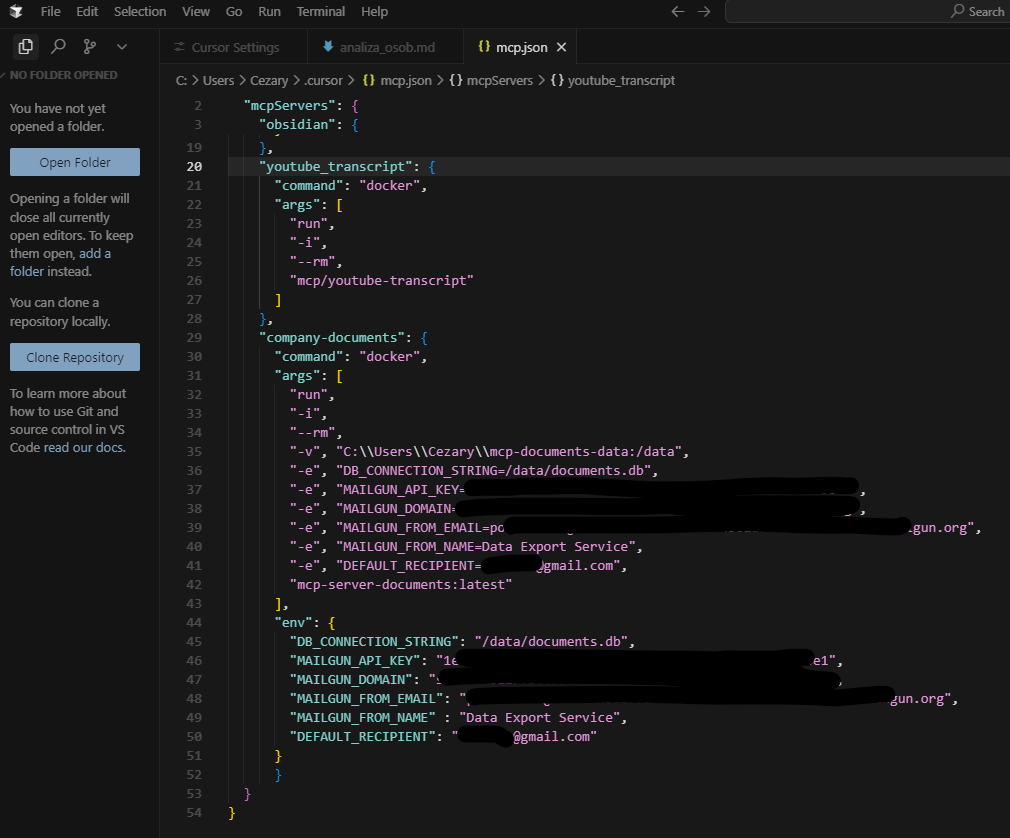 File Edit Selection View Go Run Terminal Help
Search
Cursor Settings
analiza_osob.md
{} mcp.json
NO FOLDER OPENED
You have not yet
opened a folder.
Open Folder
Opening a folder will
close all currently
open editors. To keep
them open, add a
folder instead.
You can clone a
repository locally.
Clone Repository
To learn more about
how to use Git and
source control in VS
Code read our docs.
C: > Users > Cezary > .cursor > {} mcp.json > {} mcpServers > {} youtube_transcript
2 "mcpServers": {
3 "obsidian": {
19 },
20 "youtube_transcript": {
21 "command": "docker",
22 "args": [
23 "run",
24 "-i",
25 "--rm",
26 "mcp/youtube-transcript"
27 ]
28 },
29 "company-documents": {
30 "command": "docker",
31 "args": [
32 "run",
33 "-i",
34 "--rm",
35 "-v", "C:\\Users\\Cezary\\mcp-documents-data:/data",
36 "-e", "DB_CONNECTION_STRING=/data/documents.db",
37 "-e", "MAILGUN_API_KEY= ,
38 "-e", "MAILGUN_DOMAIN= ,
39 "-e", "MAILGUN_FROM_EMAIL=po gun.org",
40 "-e", "MAILGUN_FROM_NAME=Data Export Service",
41 "-e", "DEFAULT_RECIPIENT= @gmail.com",
42 "mcp-server-documents:latest"
43 ],
44 "env": {
45 "DB_CONNECTION_STRING": "/data/documents.db",
46 "MAILGUN_API_KEY": "1e e1",
47 "MAILGUN_DOMAIN": " ,
48 "MAILGUN_FROM_EMAIL": " gun.org",
49 "MAILGUN_FROM_NAME" : "Data Export Service",
50 "DEFAULT_RECIPIENT": " @gmail.com"
51 }
52 }
53 }
54 }